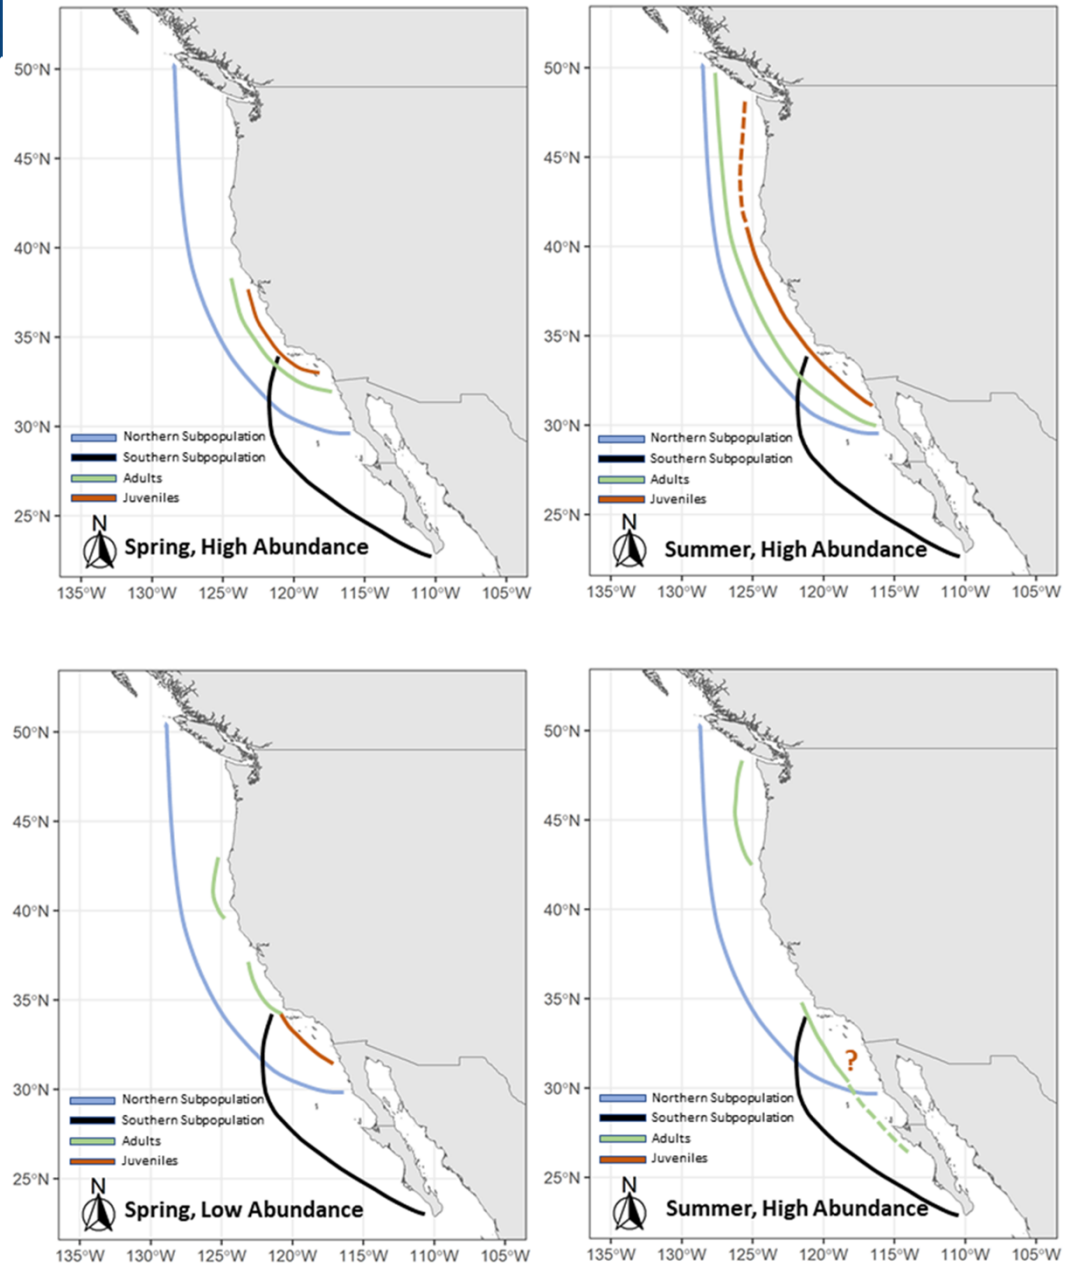 50°N
45°N
40°N
35°N
30°N
25°N
Northern Subpopulation
Southern Subpopulation
Adults
Juveniles
N
Spring, High Abundance
135°W 130°W 125°W 120°W 115°W 110°W 105°W
50°N
45°N
40°N
35°N
30°N
25°N
Northern Subpopulation
Southern Subpopulation
Adults
Juveniles
N
Summer, High Abundance
135°W 130°W 125°W 120°W 115°W 110°W 105°W
50°N
45°N
40°N
35°N
30°N
25°N
Northern Subpopulation
Southern Subpopulation
Adults
Juveniles
N
Spring, Low Abundance
135°W 130°W 125°W 120°W 115°W 110°W 105°W
50°N
45°N
40°N
35°N
?
30°N
25°N
Northern Subpopulation
Southern Subpopulation
Adults
Juveniles
N
Summer, High Abundance
135°W 130°W 125°W 120°W 115°W 110°W 105°W